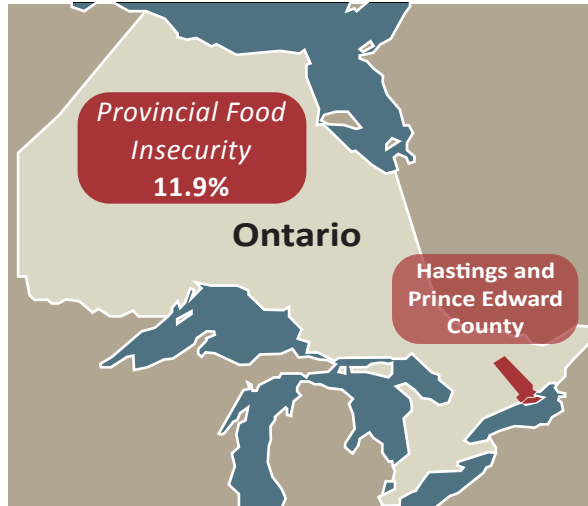 Provincial Food
Insecurity
11.9%
Ontario
Hastings and
Prince Edward
County